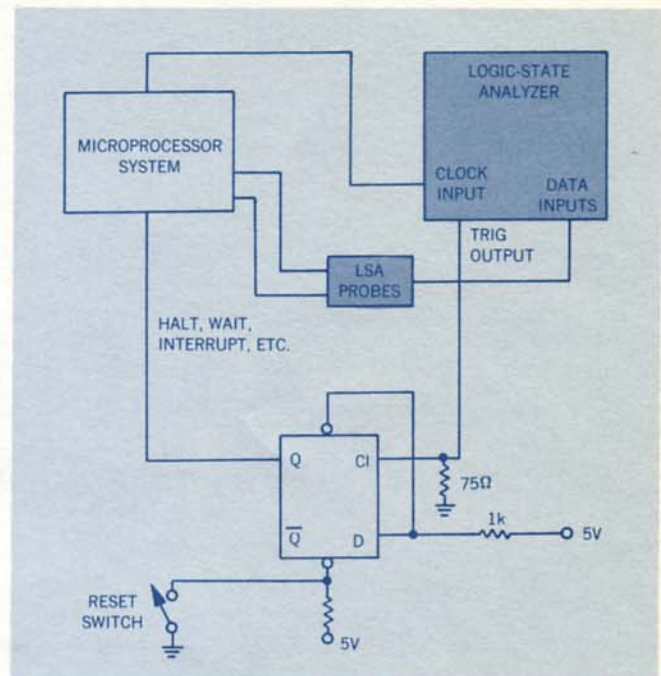 LOGIC-STATE
ANALYZER
MICROPROCESSOR
SYSTEM
CLOCK
INPUT
DATA
INPUTS
TRIG
OUTPUT
LSA
PROBES
HALT, WAIT,
INTERRUPT, ETC.
Q
CI
75Ω
Q̅
D
1k
5V
RESET
SWITCH
5V